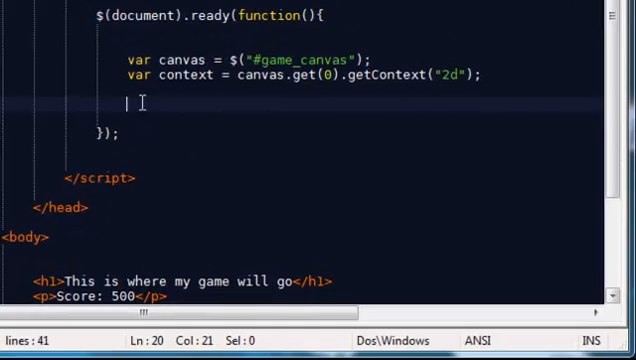 $(document).ready(function(){
var canvas = $("#game_canvas");
var context = canvas.get(0).getContext("2d");
});
</script>
</head>
<body>
<h1>This is where my game will go</h1>
<p>Score: 500</p>
lines: 41 Ln: 20 Col: 21 Sel: 0 Dos\Windows ANSI INS